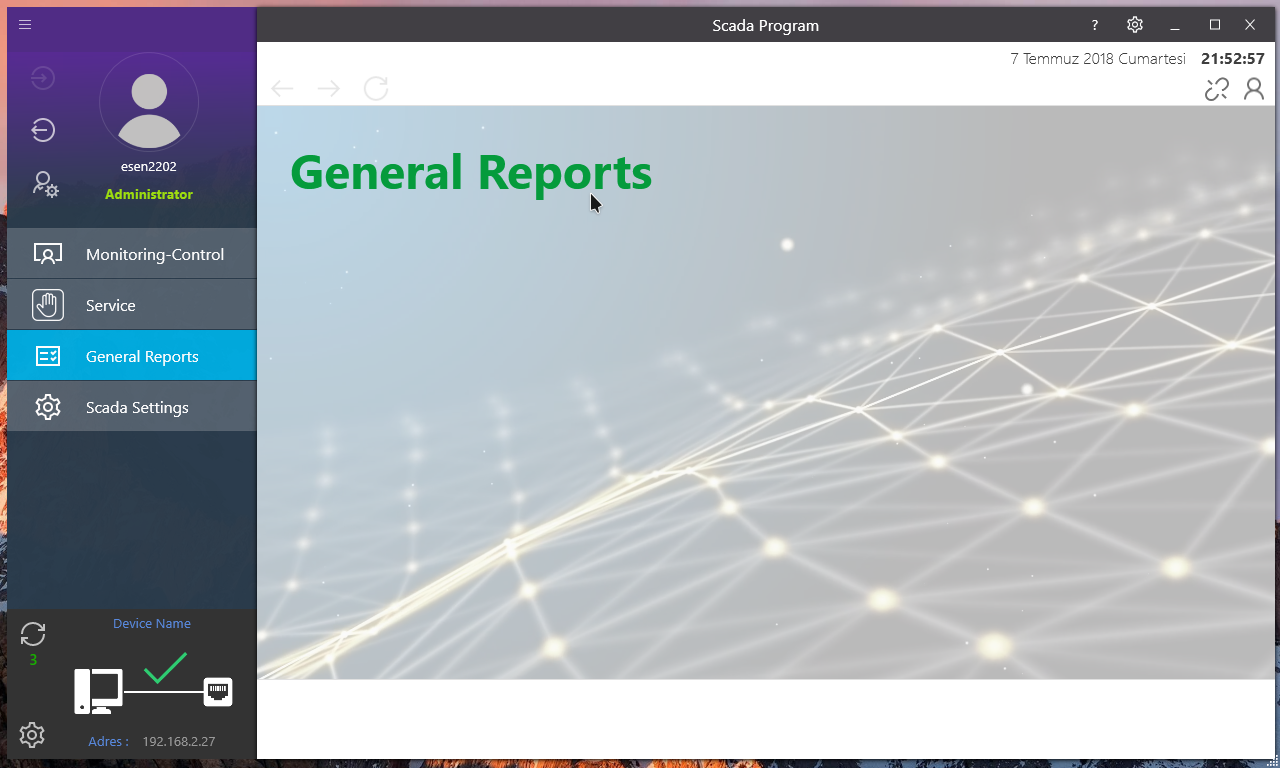 Scada Program
?
7 Temmuz 2018 Cumartesi 21:52:57
esen2202
Administrator
Monitoring-Control
Service
General Reports
Scada Settings
General Reports
Device Name
3
Adres : 192.168.2.27